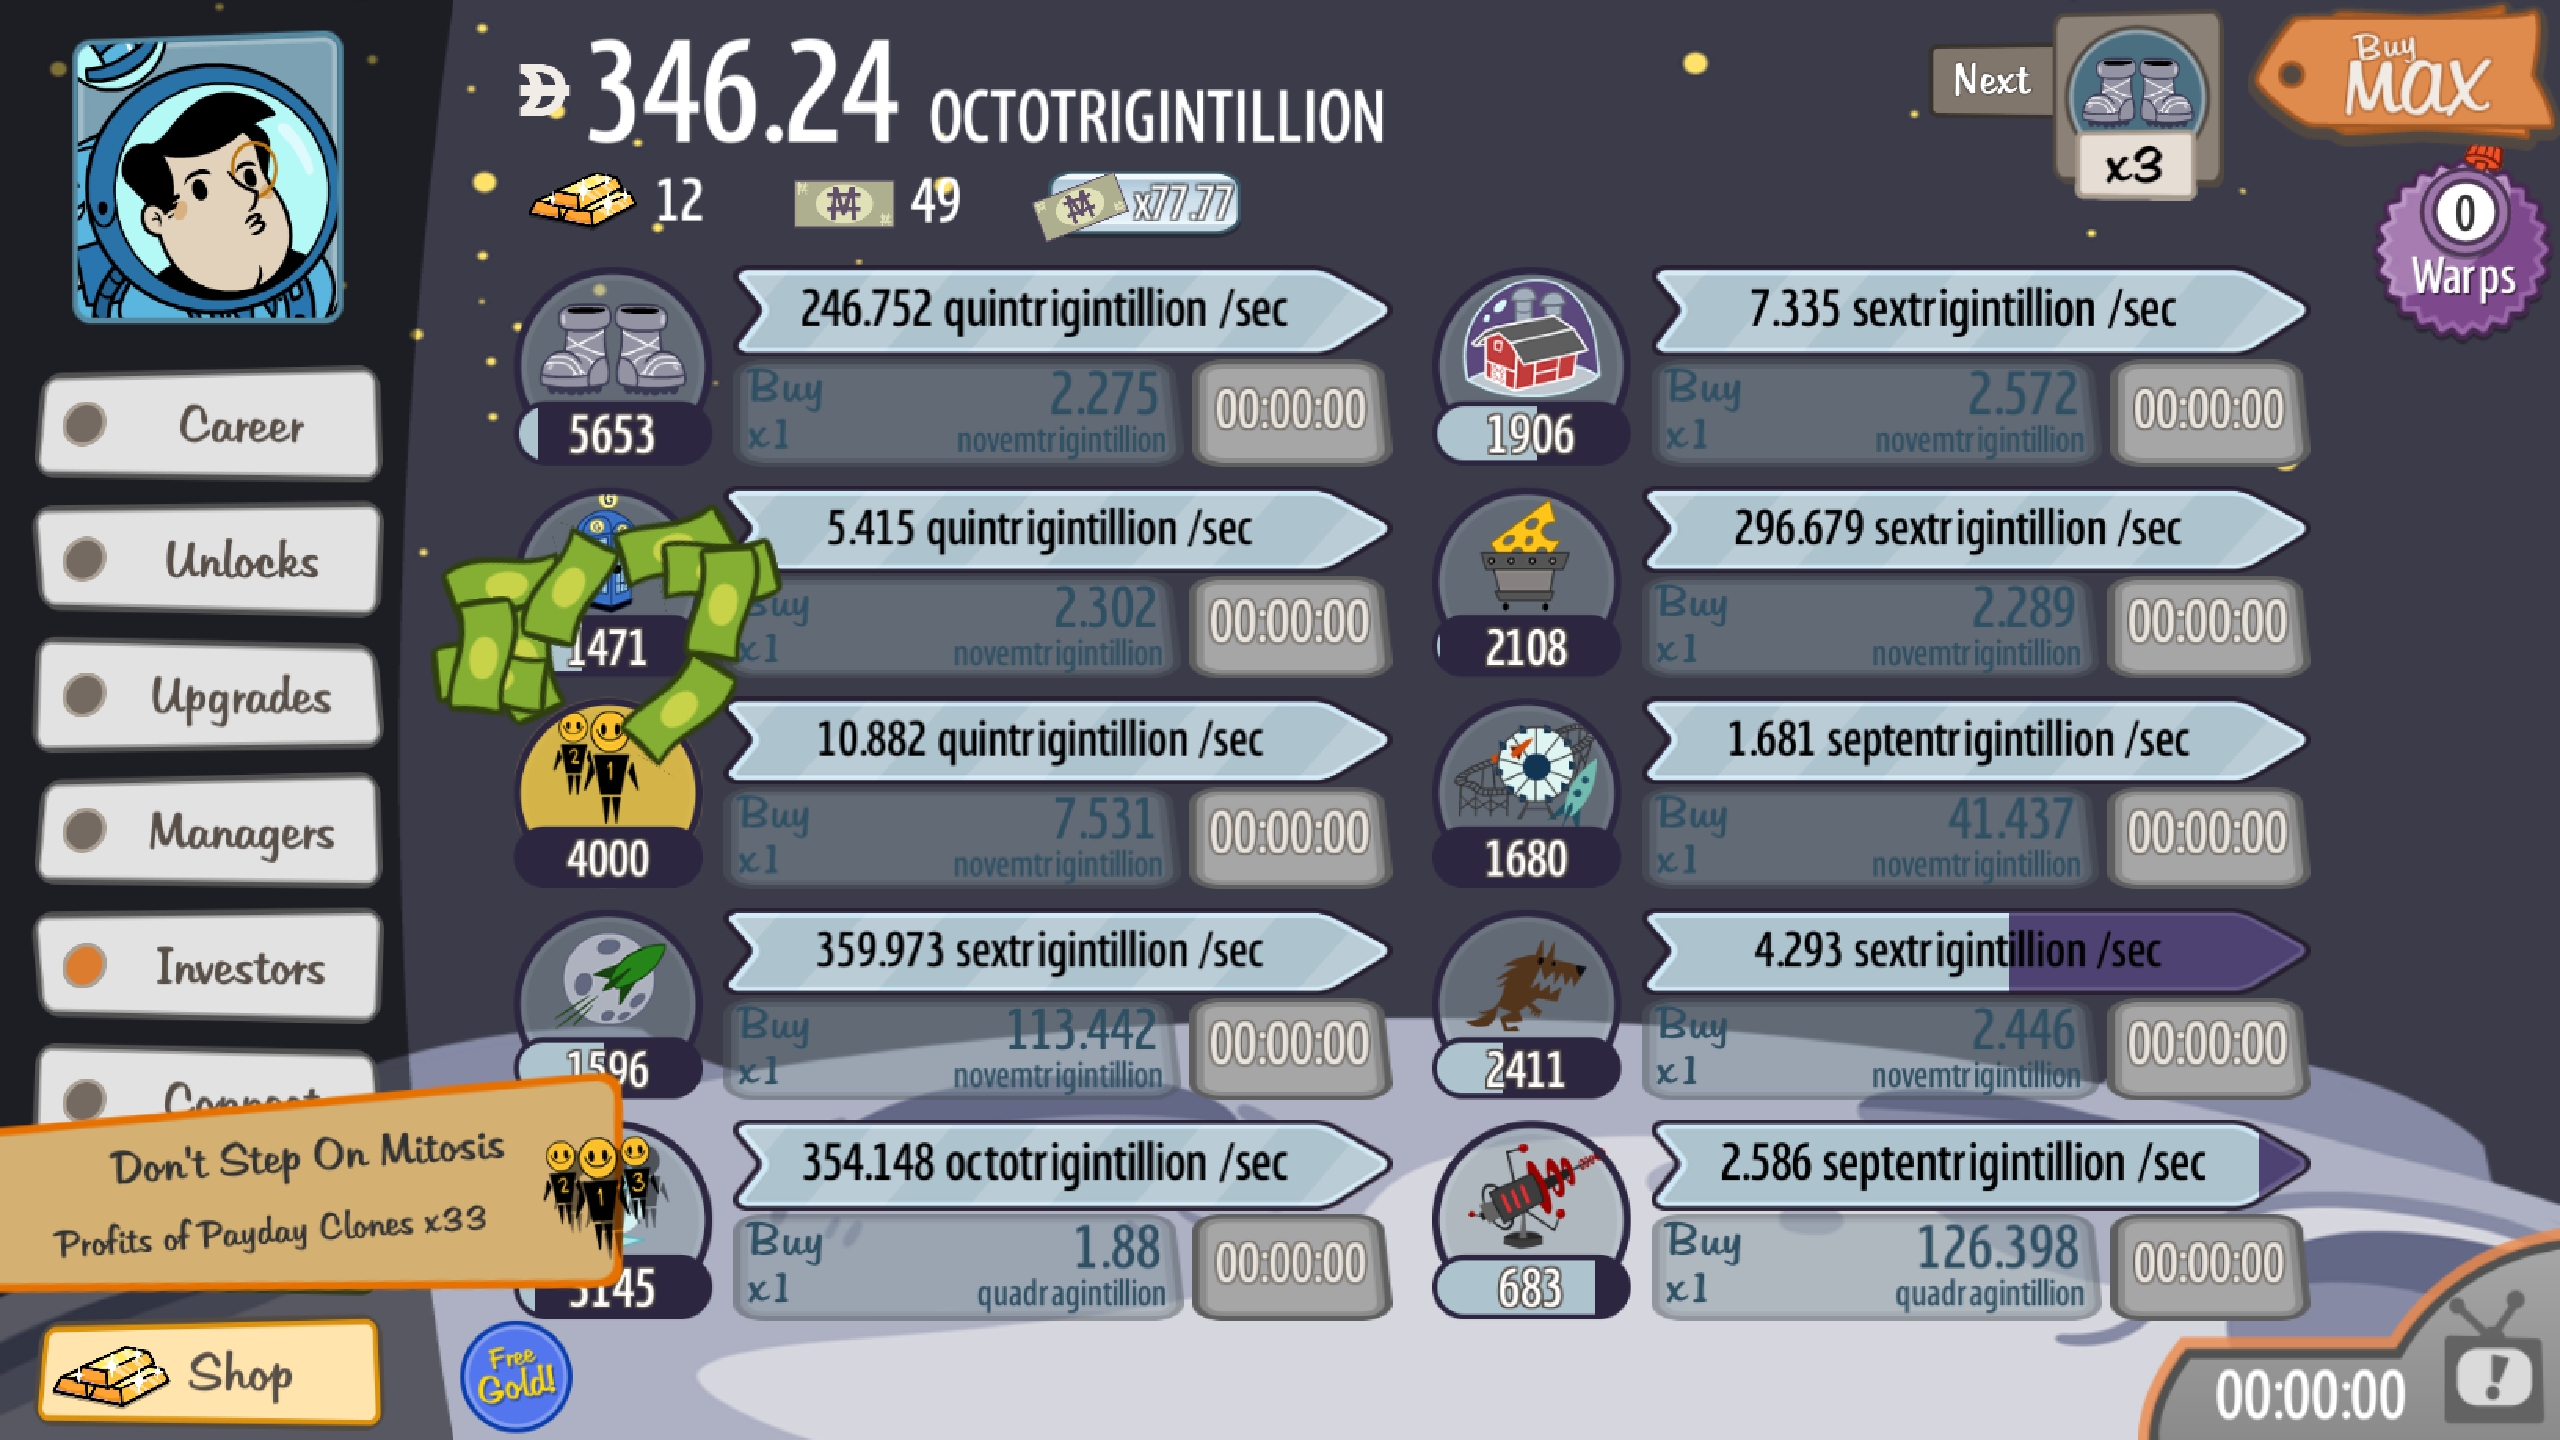 346.24 OCTOTRIGINTILLION
Next
x3
Buy
MAX
12
49
x77.77
0
Warps
Career
Unlocks
Upgrades
Managers
Investors
246.752 quintrigintillion /sec
5653
Buy
x1
2.275
novemtrigintillion
00:00:00
7.335 sextrigintillion /sec
1906
Buy
x1
2.572
novemtrigintillion
00:00:00
5.415 quintrigintillion /sec
1471
Buy
x1
2.302
novemtrigintillion
00:00:00
296.679 sextrigintillion /sec
2108
Buy
x1
2.289
novemtrigintillion
00:00:00
10.882 quintrigintillion /sec
2 1
4000
Buy
x1
7.531
novemtrigintillion
00:00:00
1.681 septentrigintillion /sec
1680
Buy
x1
41.437
novemtrigintillion
00:00:00
359.973 sextrigintillion /sec
1596
Buy
x1
113.442
novemtrigintillion
00:00:00
4.293 sextrigintillion /sec
2411
Buy
x1
2.446
novemtrigintillion
00:00:00
Don't Step On Mitosis
Profits of Payday Clones x33
2 1 3
354.148 octotrigintillion /sec
Buy
x1
1.88
quadragintillion
00:00:00
2.586 septentrigintillion /sec
683
Buy
x1
126.398
quadragintillion
00:00:00
Shop
Free
Gold!
00:00:00